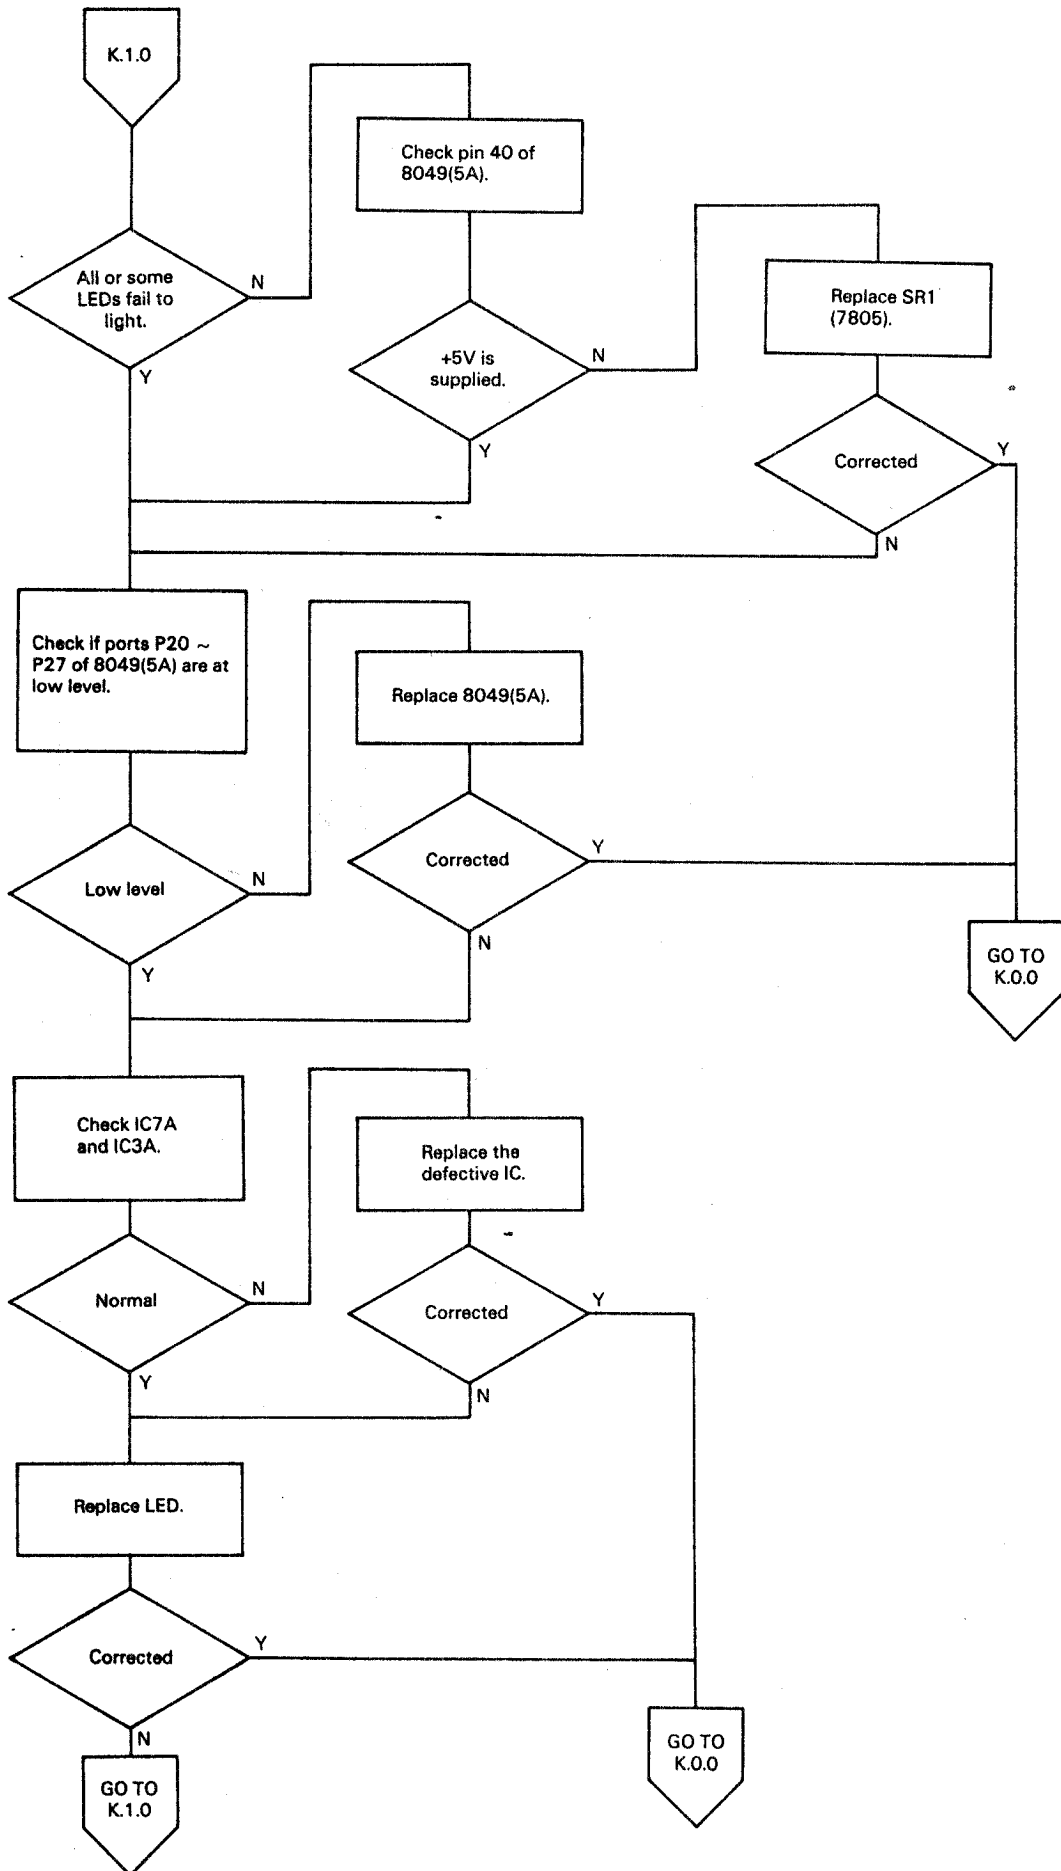 K.1.0
All or some
LEDs fail to
light.
N
Y
Check pin 40 of
8049(5A).
+5V is
supplied.
N
Y
Replace SR1
(7805).
Corrected
Y
N
Check if ports P20 ~
P27 of 8049(5A) are at
low level.
Low level
N
Y
Replace 8049(5A).
Corrected
Y
N
GO TO
K.0.0
Check IC7A
and IC3A.
Normal
N
Y
Replace the
defective IC.
Corrected
Y
N
Replace LED.
Corrected
Y
N
GO TO
K.1.0
GO TO
K.0.0